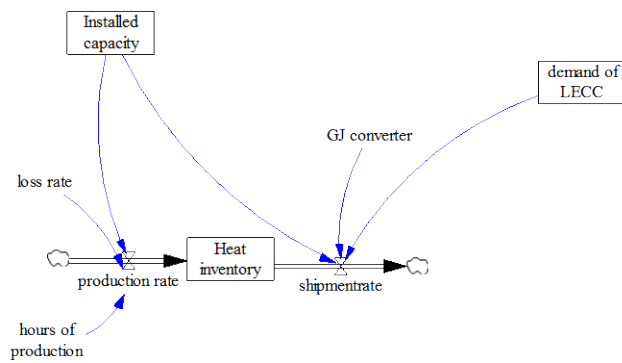 Installed
capacity
demand of
LECC
GJ converter
loss rate
Heat
inventory
production rate
shipmentrate
hours of
production